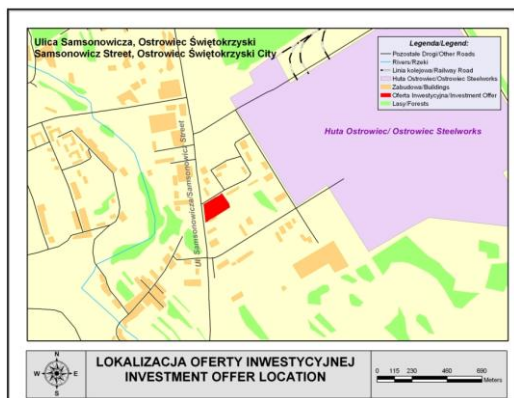 Ulica Samsonowicza, Ostrowiec Świętokrzyski
Samsonowicz Street, Ostrowiec Świętokrzyski City
Legenda/Legend:
Pozostałe Drogi/Other Roads
Rivers/Rzeki
Linia kolejowa/Railway Road
Huta Ostrowiec/Ostrowiec Steelworks
Zabudowa/Buildings
Oferta Inwestycyjna/Investment Offer
Lasy/Forests
Huta Ostrowiec/ Ostrowiec Steelworks
Ul. Samsonowicza/Samsonowicz Street
N
W E
S
LOKALIZACJA OFERTY INWESTYCYJNEJ
INVESTMENT OFFER LOCATION
0 115 230 460 690
Meters